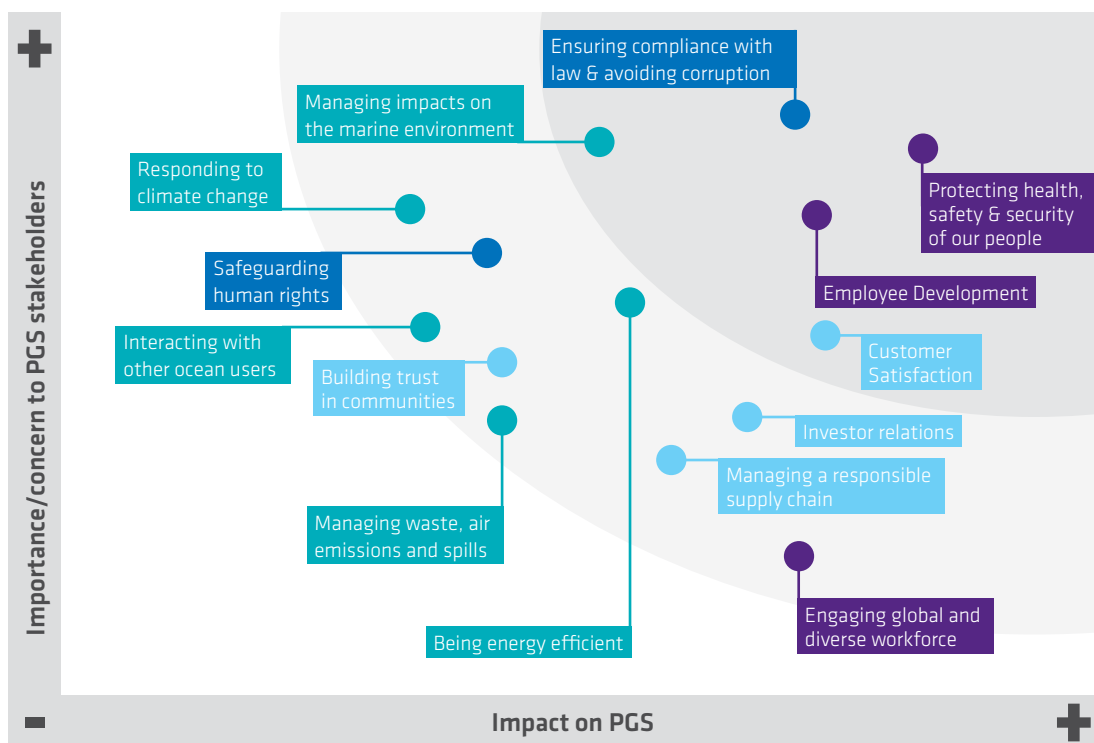 Ensuring compliance with
law & avoiding corruption
Managing impacts on
the marine environment
Responding to
climate change
Protecting health,
safety & security
of our people
Safeguarding
human rights
Employee Development
Interacting with
other ocean users
Customer
Satisfaction
Building trust
in communities
Investor relations
Managing a responsible
supply chain
Managing waste, air
emissions and spills
Engaging global and
diverse workforce
Being energy efficient
Importance/concern to PGS stakeholders
Impact on PGS